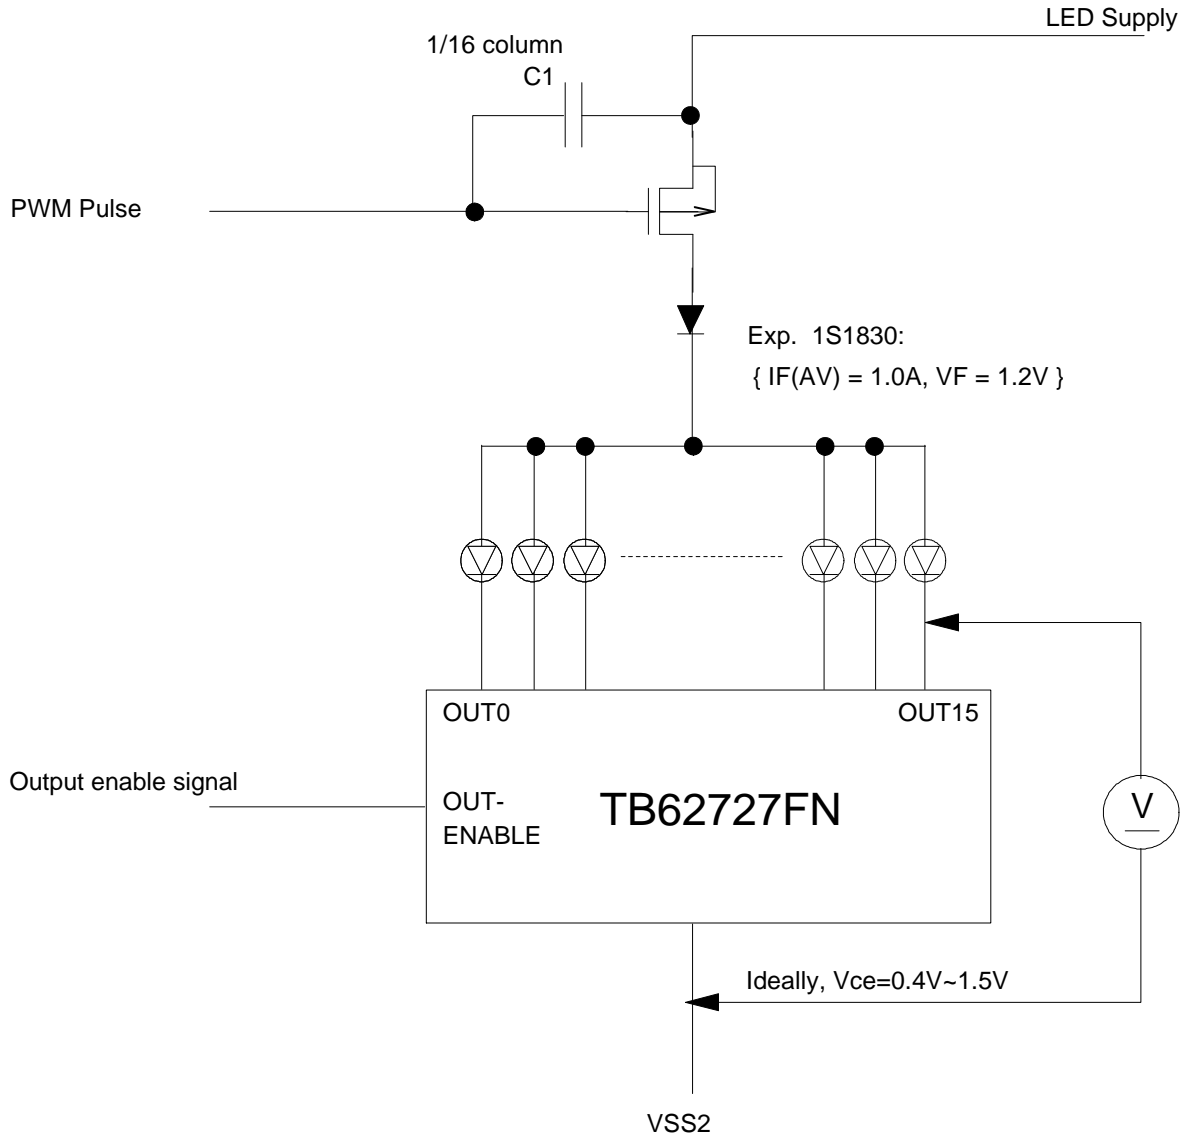 LED Supply
1/16 column
C1
PWM Pulse
Exp. 1S1830:
{ IF(AV) = 1.0A, VF = 1.2V }
OUT0
OUT15
Output enable signal
OUT-
ENABLE
TB62727FN
V
Ideally, Vce=0.4V~1.5V
VSS2